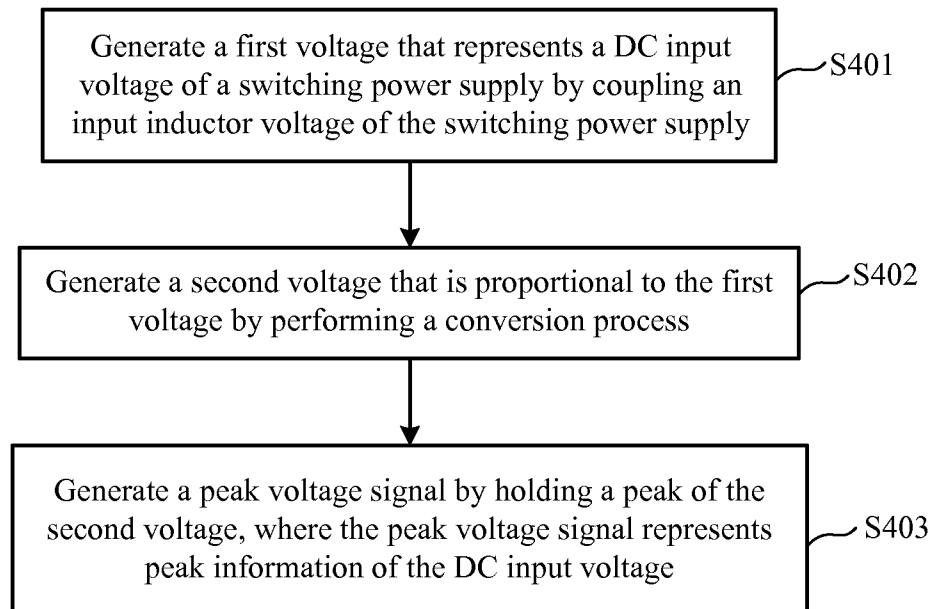 Generate a first voltage that represents a DC input
voltage of a switching power supply by coupling an
input inductor voltage of the switching power supply
S401
Generate a second voltage that is proportional to the first
voltage by performing a conversion process
S402
Generate a peak voltage signal by holding a peak of the
second voltage, where the peak voltage signal represents
peak information of the DC input voltage
S403